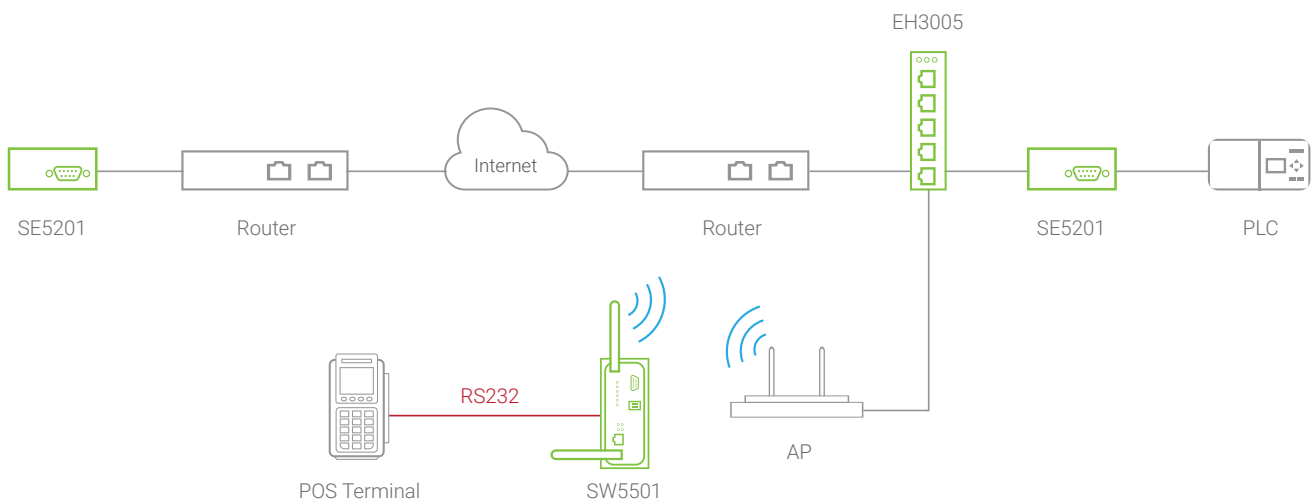 EH3005
Internet
SE5201
Router
Router
SE5201
PLC
RS232
AP
POS Terminal
SW5501